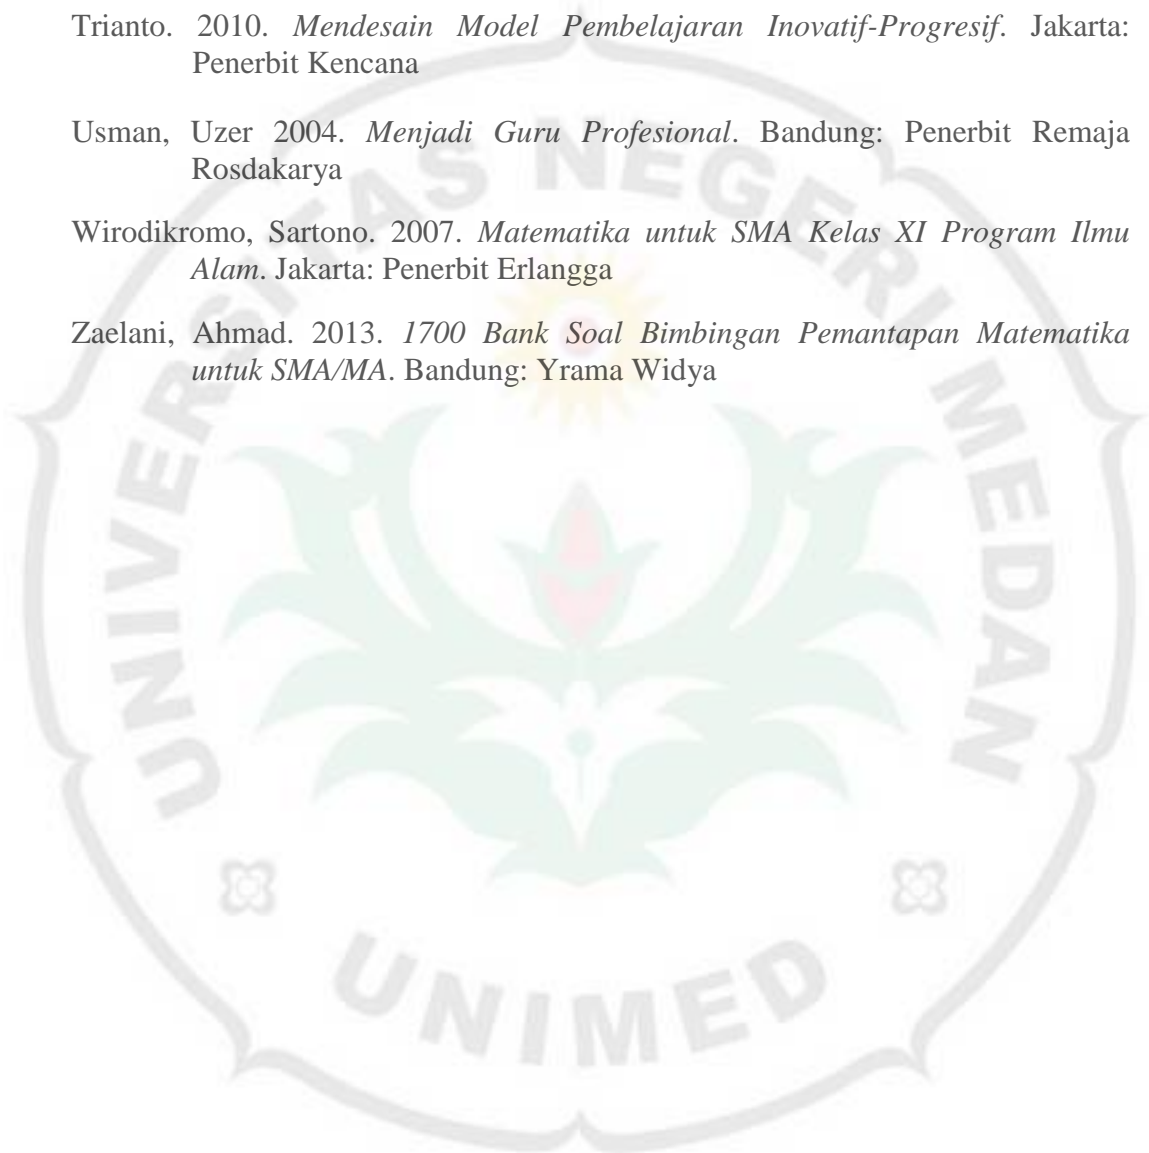 Trianto. 2010. Mendesain Model Pembelajaran Inovatif-Progresif. Jakarta:
Penerbit Kencana
Usman, Uzer 2004. Menjadi Guru Profesional. Bandung: Penerbit Remaja
Rosdakarya
Wirodikromo, Sartono. 2007. Matematika untuk SMA Kelas XI Program Ilmu
Alam. Jakarta: Penerbit Erlangga
Zaelani, Ahmad. 2013. 1700 Bank Soal Bimbingan Pemantapan Matematika
untuk SMA/MA. Bandung: Yrama Widya
UNIVERSITAS NEGERI MEDAN
UNIMED